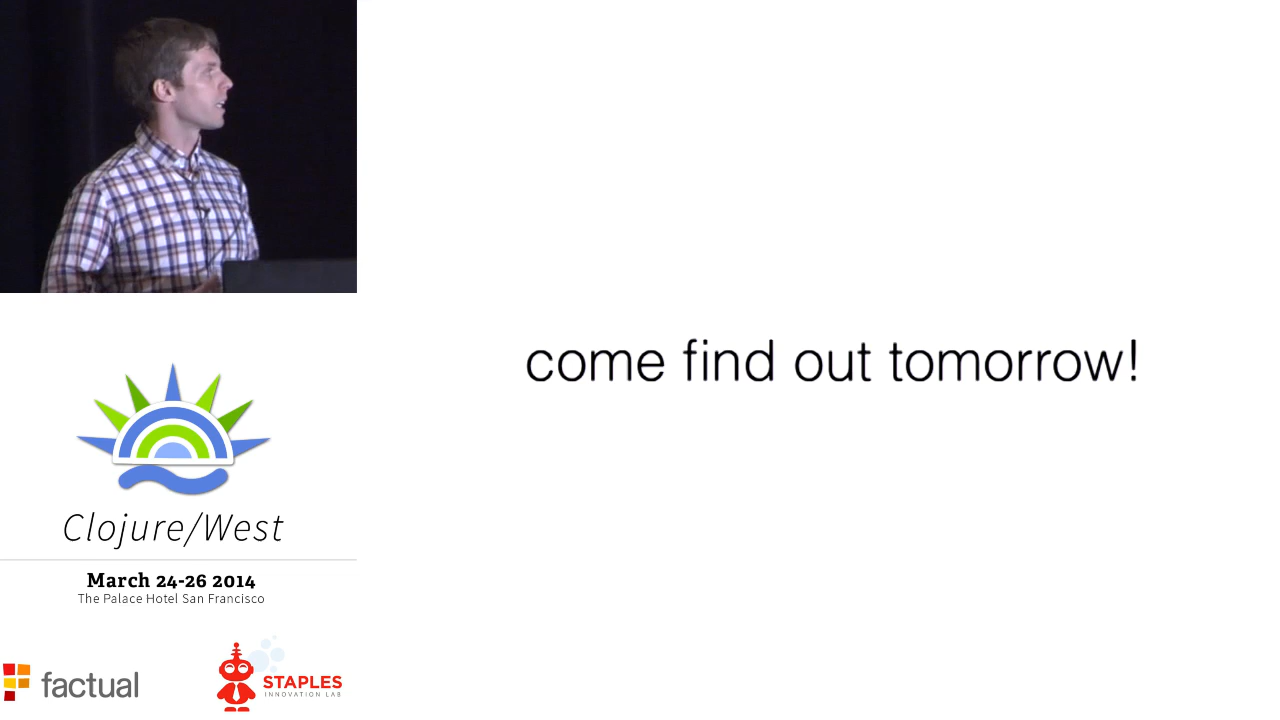 come find out tomorrow!
Clojure/West
March 24-26 2014
The Palace Hotel San Francisco
factual
STAPLES
INNOVATION LAB